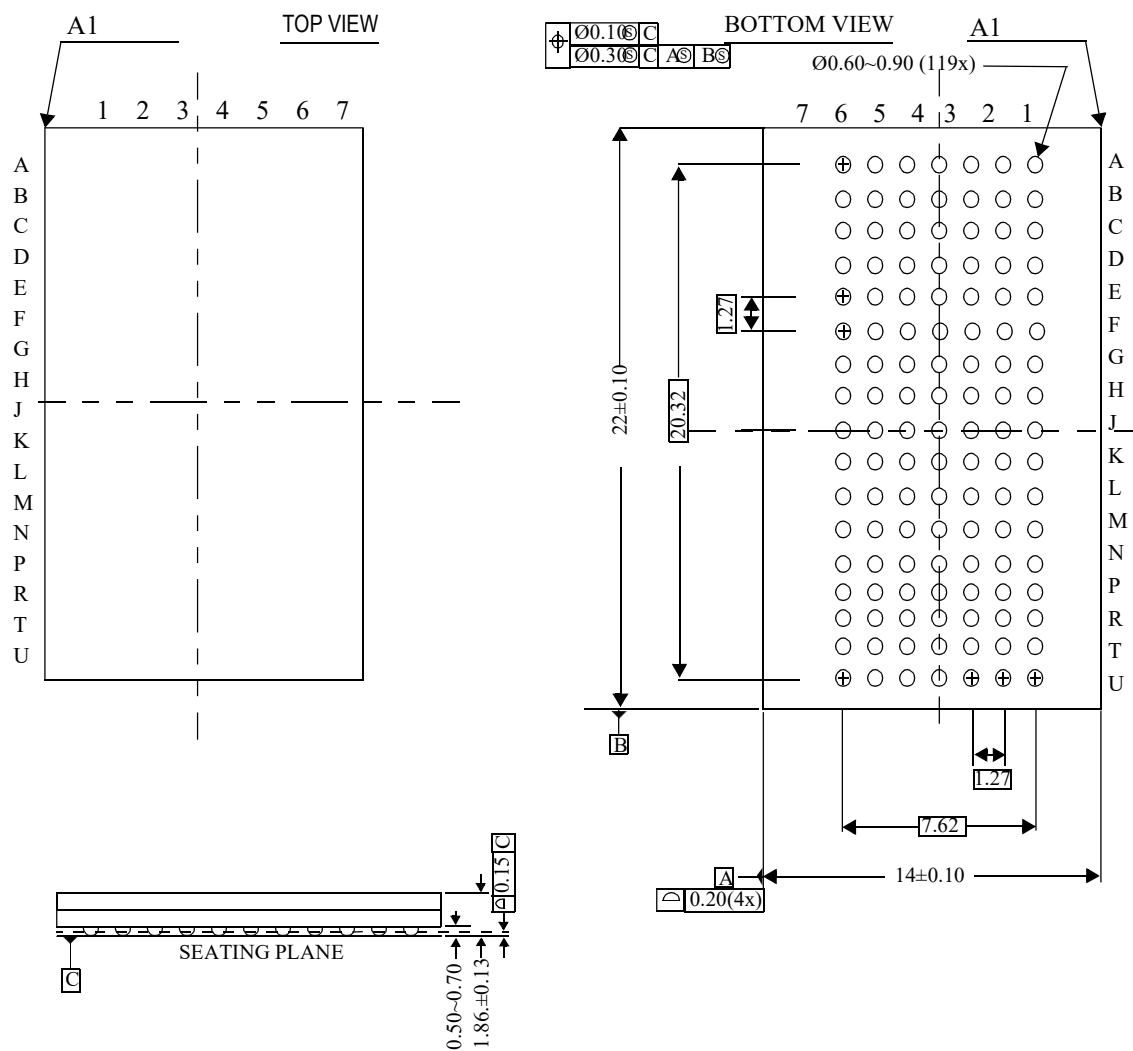 A1
TOP VIEW
1 2 3 4 5 6 7
A
B
C
D
E
F
G
H
J
K
L
M
N
P
R
T
U
Ø0.10Ⓢ C
Ø0.30Ⓢ C AⓈ BⓈ
BOTTOM VIEW
A1
Ø0.60~0.90 (119x)
7 6 5 4 3 2 1
A
B
C
D
E
F
G
H
J
K
L
M
N
P
R
T
U
1.27
22±0.10
20.32
B
1.27
7.62
A
14±0.10
0.20(4x)
0.15 C
SEATING PLANE
C
0.50~0.70
1.86.±0.13